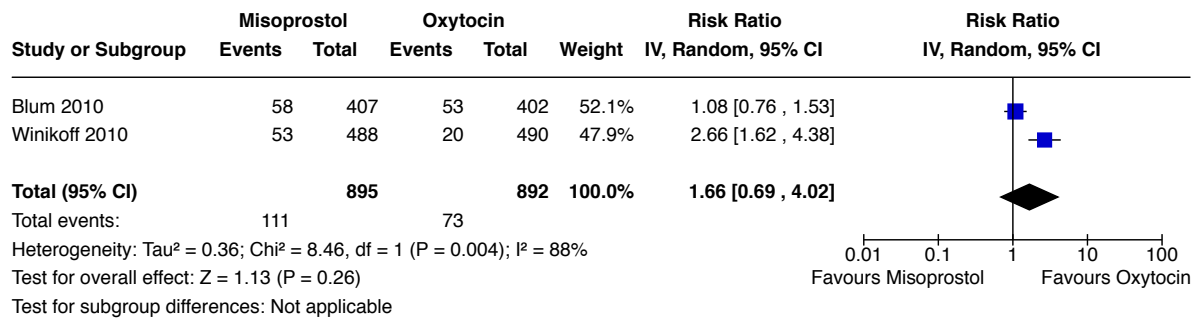 Misoprostol Oxytocin Risk Ratio Risk Ratio
Study or Subgroup Events Total Events Total Weight IV, Random, 95% CI IV, Random, 95% CI
Blum 2010 58 407 53 402 52.1% 1.08 [0.76 , 1.53]
Winikoff 2010 53 488 20 490 47.9% 2.66 [1.62 , 4.38]
Total (95% CI) 895 892 100.0% 1.66 [0.69 , 4.02]
Total events: 111 73
Heterogeneity: Tau² = 0.36; Chi² = 8.46, df = 1 (P = 0.004); I² = 88%
Test for overall effect: Z = 1.13 (P = 0.26)
Test for subgroup differences: Not applicable
0.01 0.1 1 10 100
Favours Misoprostol Favours Oxytocin